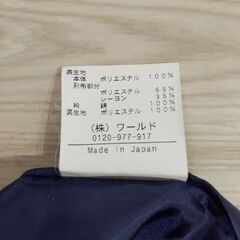 表生地
本体 ポリエステル 100%
別布部分
ポリエステル 65%
レーヨン 35%
衿 綿 100%
裏生地 ポリエステル 100%
(株)ワールド
0120-977-917
Made in Japan